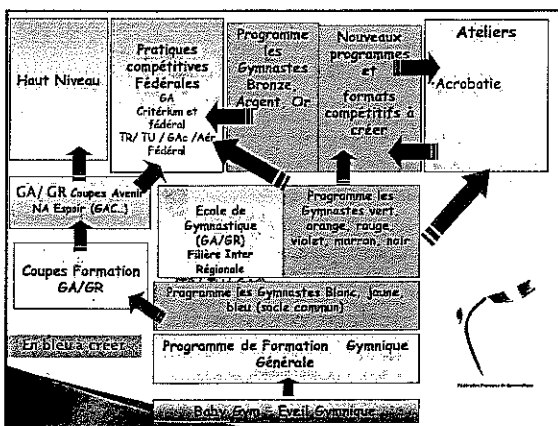 Haut Niveau
Pratiques
compétitives
Fédérales
GA
Critérium et
fédéral
TR/ TU / GAc /Aér
Fédéral
Programme
les
Gymnastes
Bronze
Argent Or
Nouveaux
programmes
et
formats
compétitifs à
créer
Ateliers
Acrobatie
GA/ GR Coupes Avenir
NA Espoir (GAC..)
Ecole de
Gymnastique
(GA/GR)
Filière Inter
Régionale
Programme les
Gymnastes vert,
orange, rouge,
violet, marron, noir
Coupes Formation
GA/GR
Programme les Gymnastes Blanc, jaune,
bleu (socle commun)
En bleu à créer
Programme de Formation Gymnique
Générale
Baby Gym - Eveil Gymnique